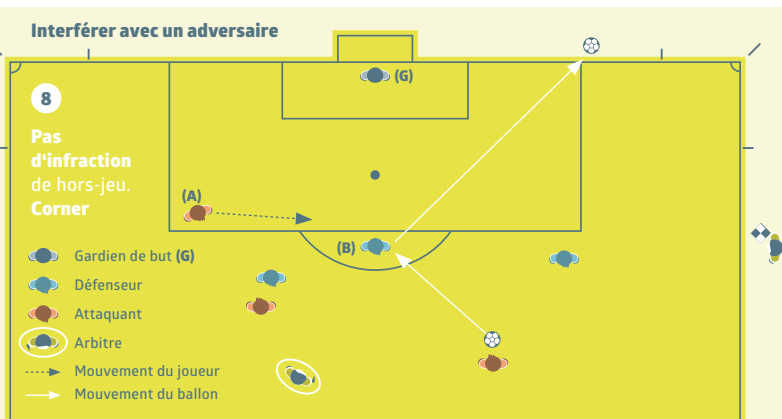 Interférer avec un adversaire
(G)
8
Pas
d'infraction
de hors-jeu.
Corner
(A)
(B)
Gardien de but (G)
Défenseur
Attaquant
Arbitre
Mouvement du joueur
Mouvement du ballon